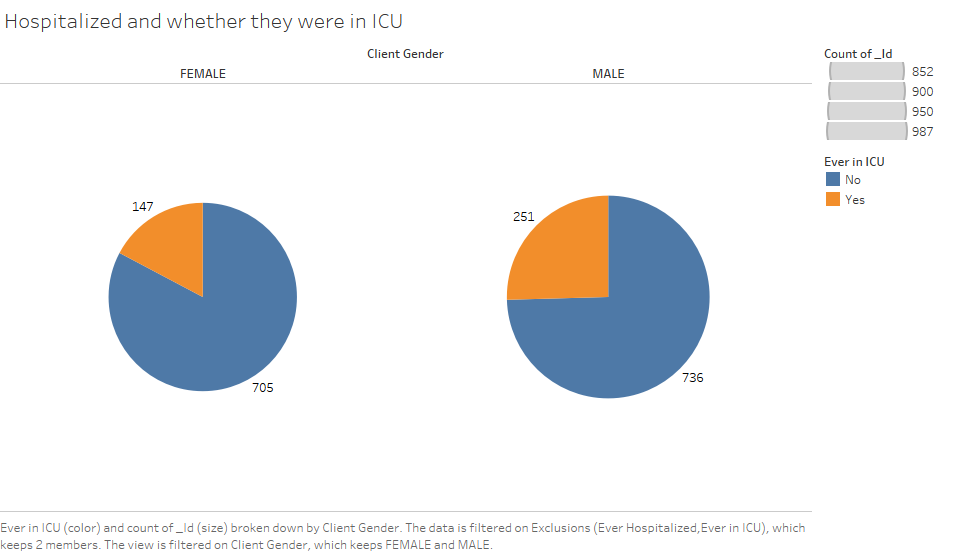 Hospitalized and whether they were in ICU
Client Gender
FEMALE
MALE
147
705
251
736
Count of _Id
852
900
950
987
Ever in ICU
No
Yes
Ever in ICU (color) and count of _Id (size) broken down by Client Gender. The data is filtered on Exclusions (Ever Hospitalized,Ever in ICU), which
keeps 2 members. The view is filtered on Client Gender, which keeps FEMALE and MALE.